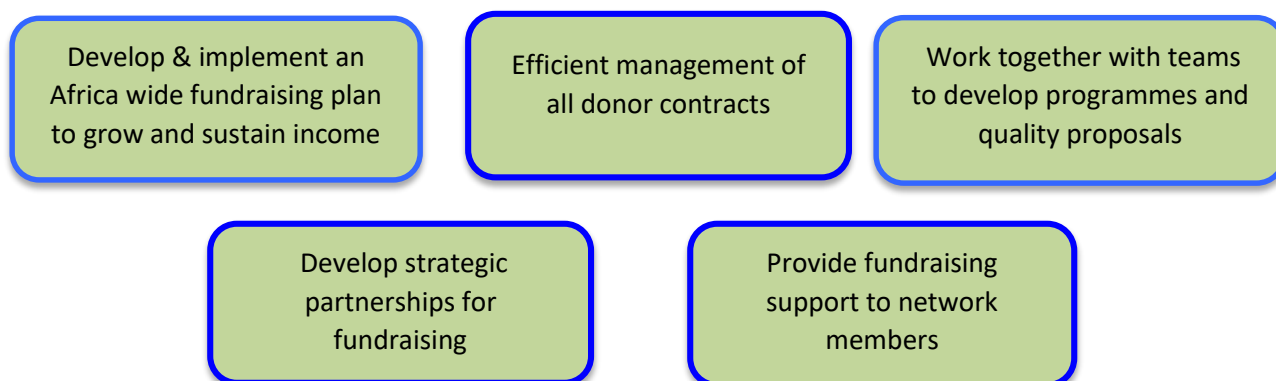 Develop & implement an
Africa wide fundraising plan
to grow and sustain income
Efficient management of
all donor contracts
Work together with teams
to develop programmes and
quality proposals
Develop strategic
partnerships for
fundraising
Provide fundraising
support to network
members